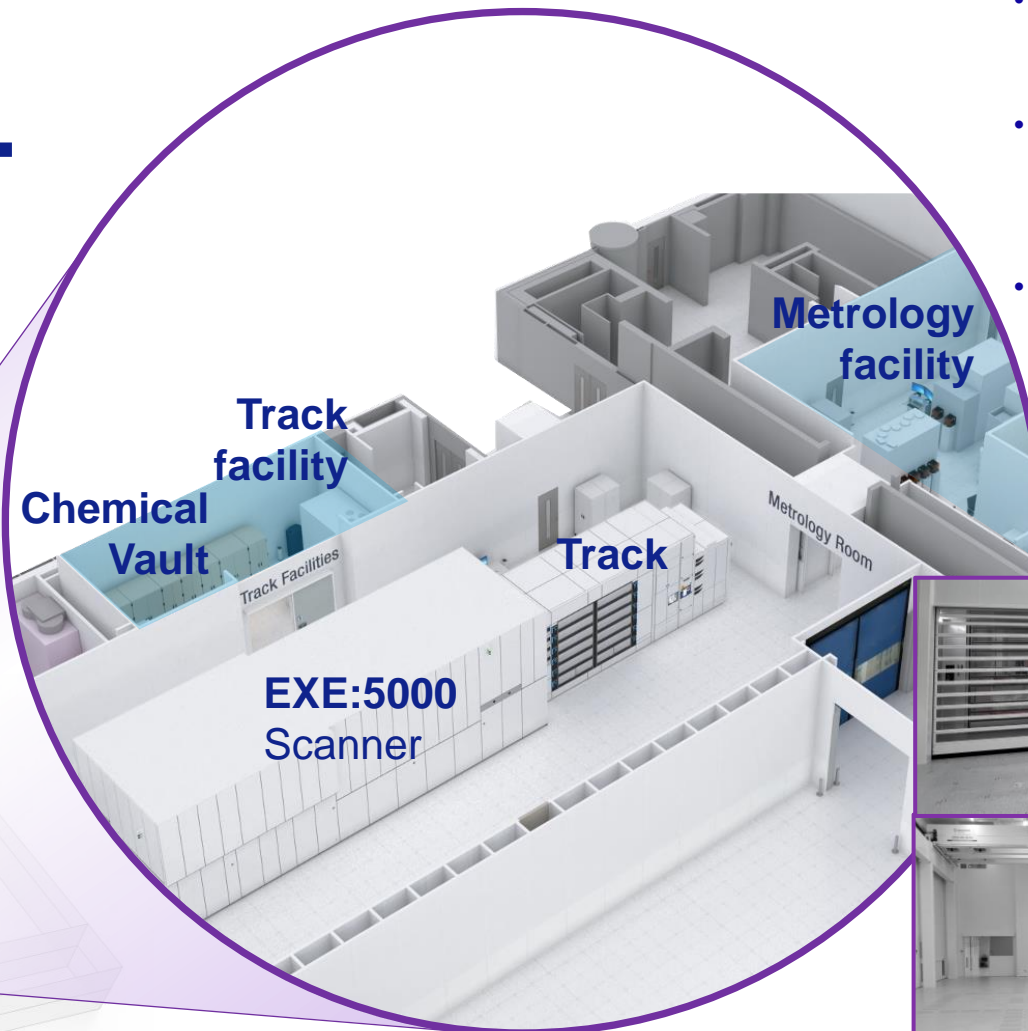 Metrology
facility
Track
facility
Chemical
Vault
Track Facilities
Track
Metrology Room
EXE:5000
Scanner